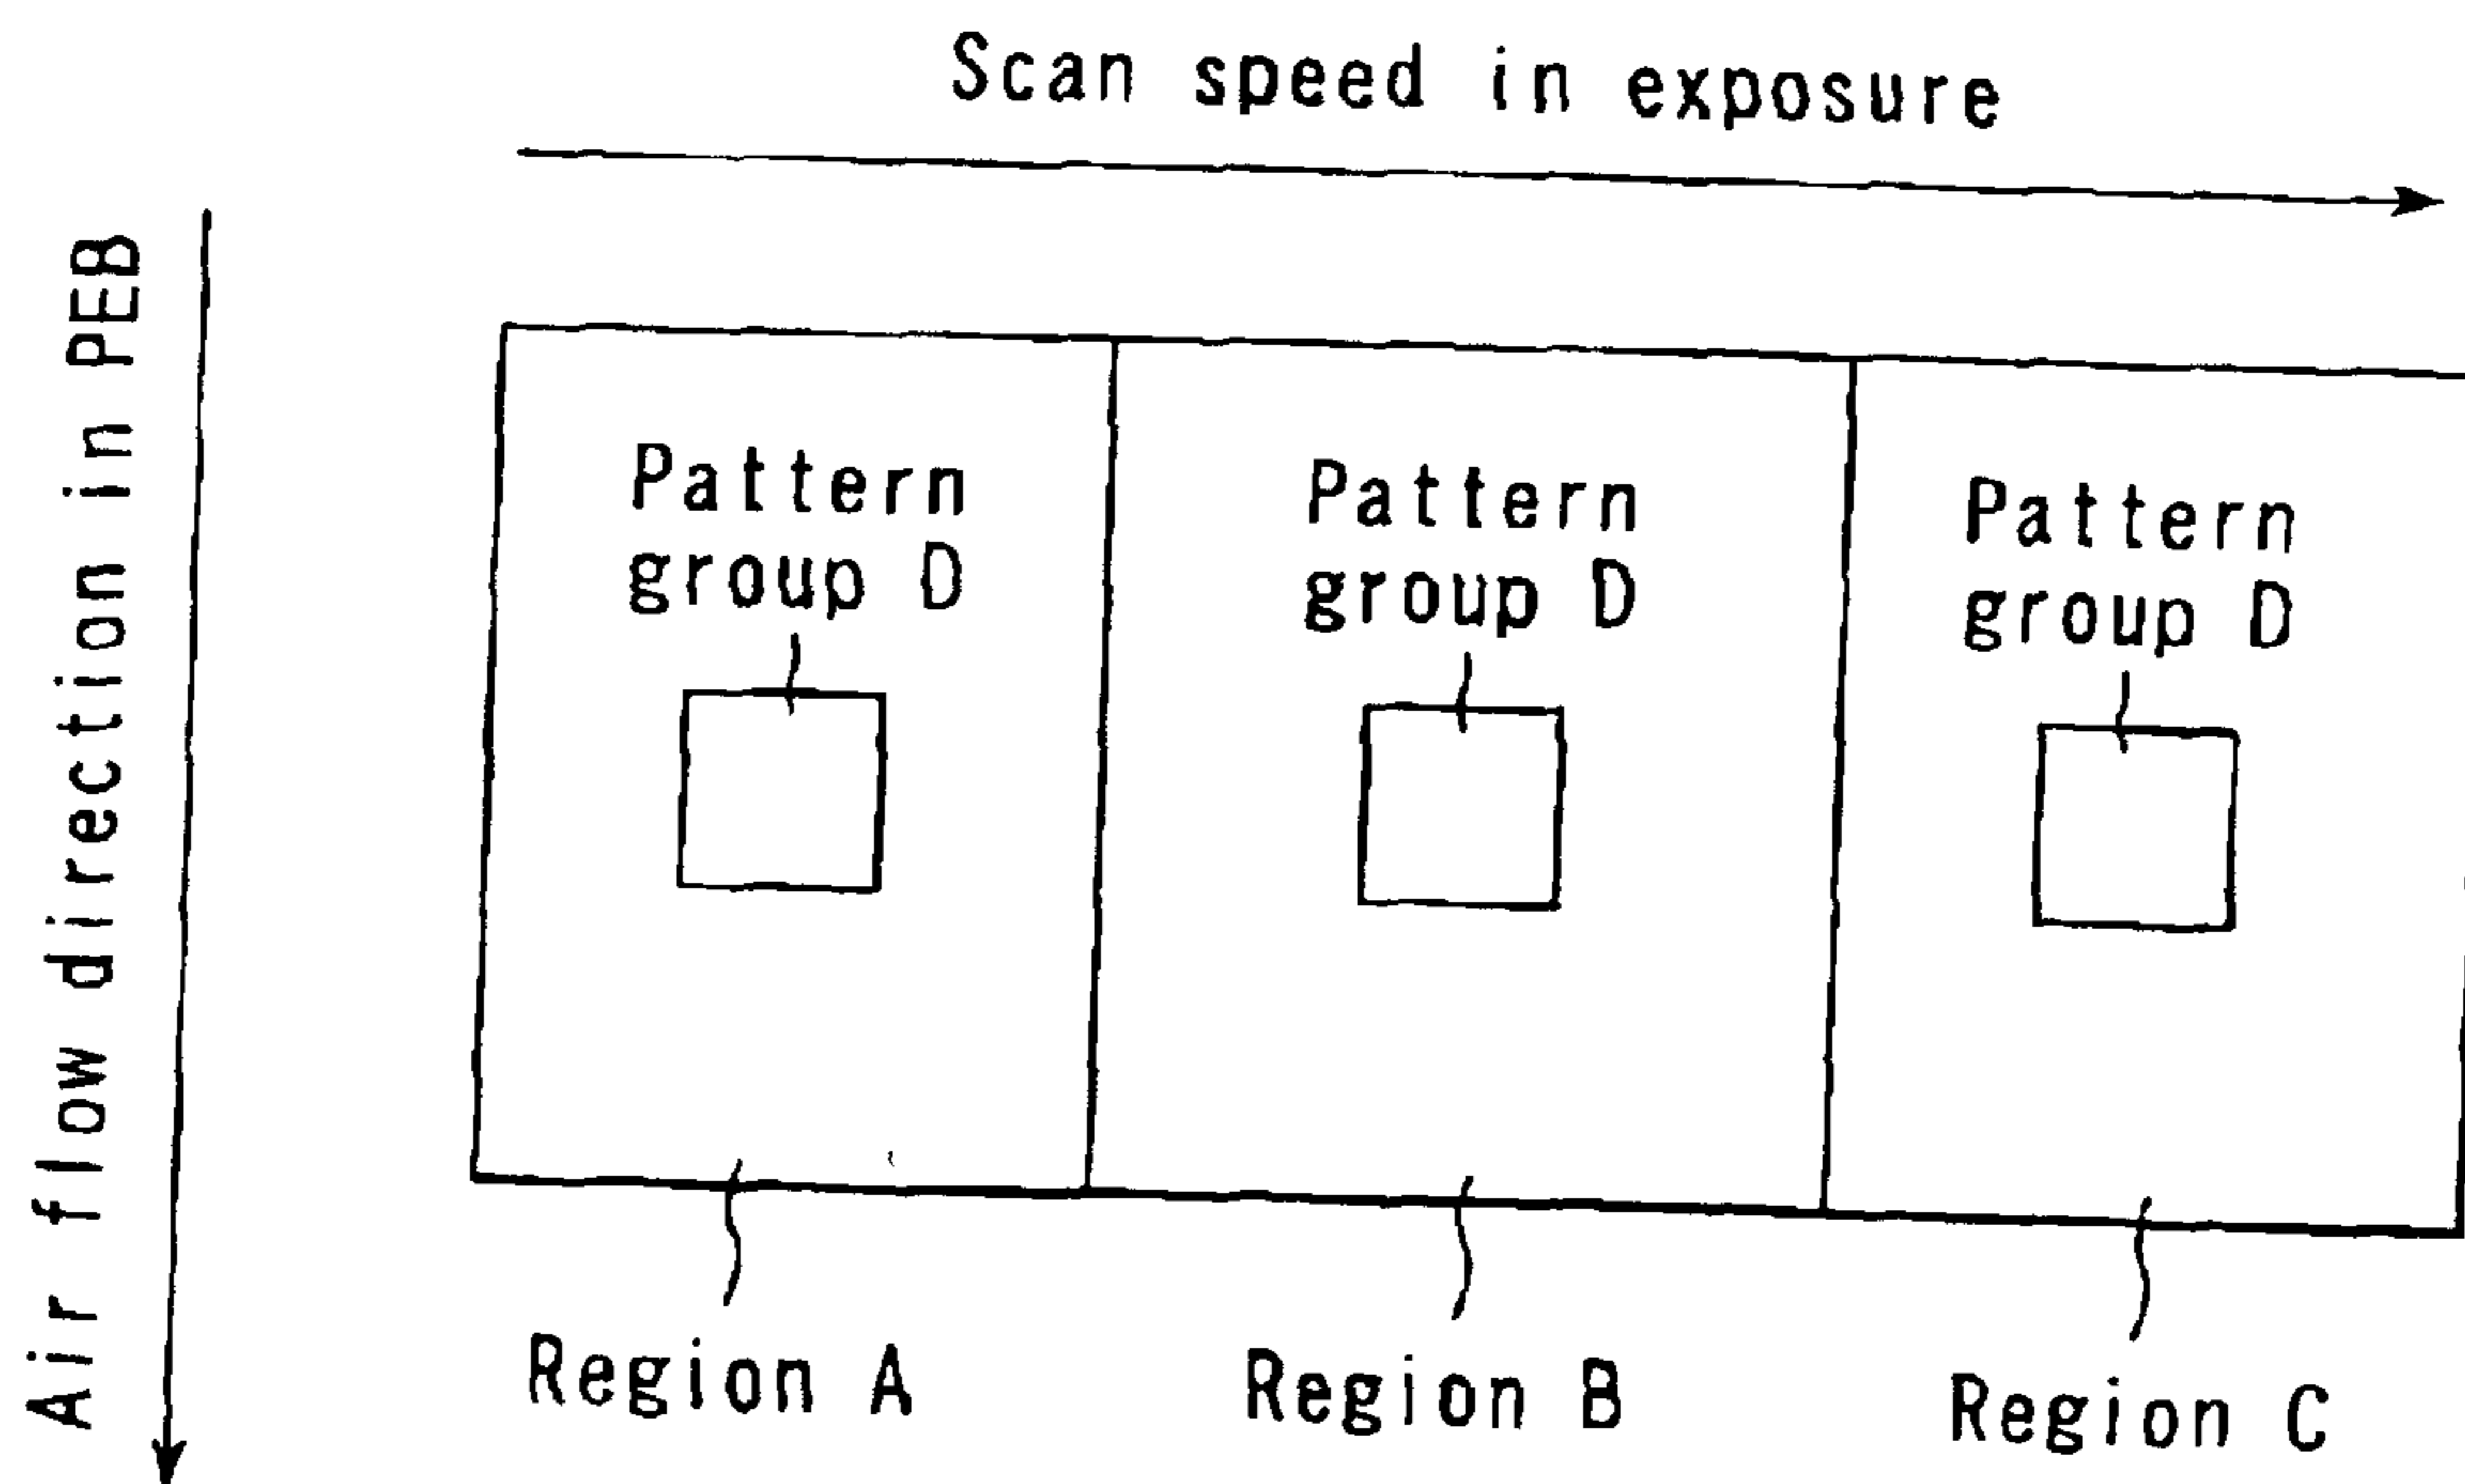 Scan speed in exposure
Air flow direction in PEB
Pattern
group D
Pattern
group D
Pattern
group D
Region A
Region B
Region C